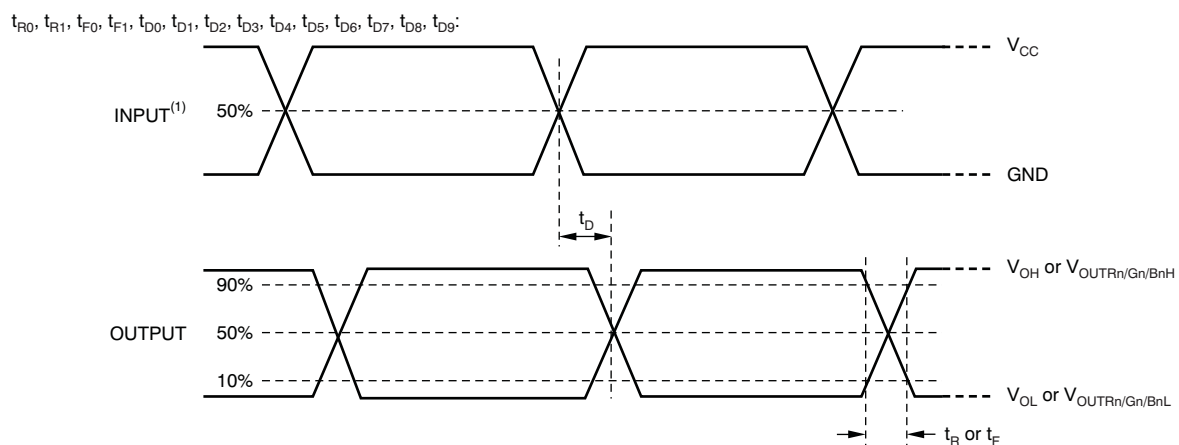 tR0, tR1, tF0, tF1, tD0, tD1, tD2, tD3, tD4, tD5, tD6, tD7, tD8, tD9:
VCC
INPUT(1)
50%
GND
tD
VOH or VOUTRn/Gn/BnH
90%
OUTPUT
50%
10%
VOL or VOUTRn/Gn/BnL
tR or tF